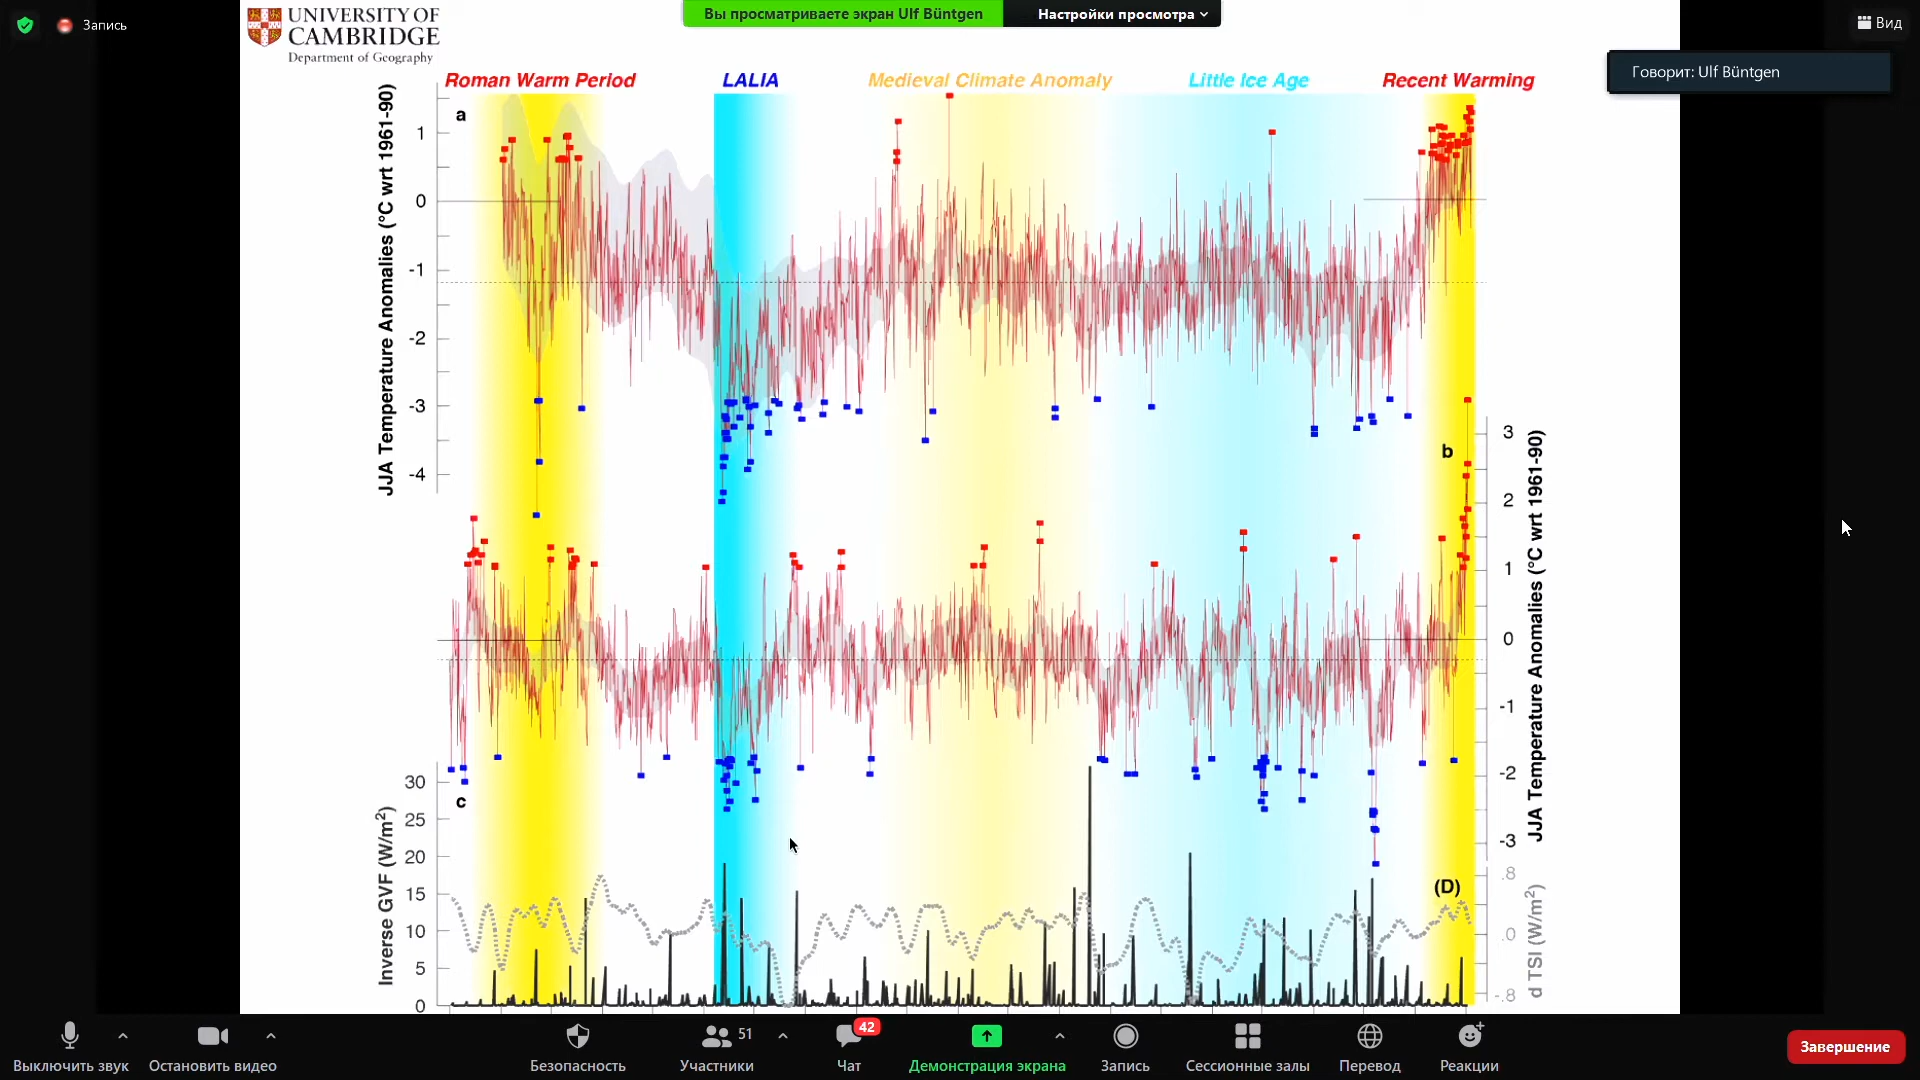 Запись
UNIVERSITY OF
CAMBRIDGE
Department of Geography
Вы просматриваете экран Ulf Büntgen
Настройки просмотра
Вид
Говорит: Ulf Büntgen
Roman Warm Period
LALIA
Medieval Climate Anomaly
Little Ice Age
Recent Warming
JJA Temperature Anomalies (°C wrt 1961-90)
a
1
0
-1
-2
-3
-4
b
3
2
1
0
-1
-2
-3
JJA Temperature Anomalies (°C wrt 1961-90)
c
30
25
20
15
10
5
0
Inverse GVF (W/m²)
(D)
.8
.0
-.8
d TSI (W/m²)
Выключить звук
Остановить видео
Безопасность
51
Участники
42
Чат
Демонстрация экрана
Запись
Сессионные залы
Перевод
Реакции
Завершение